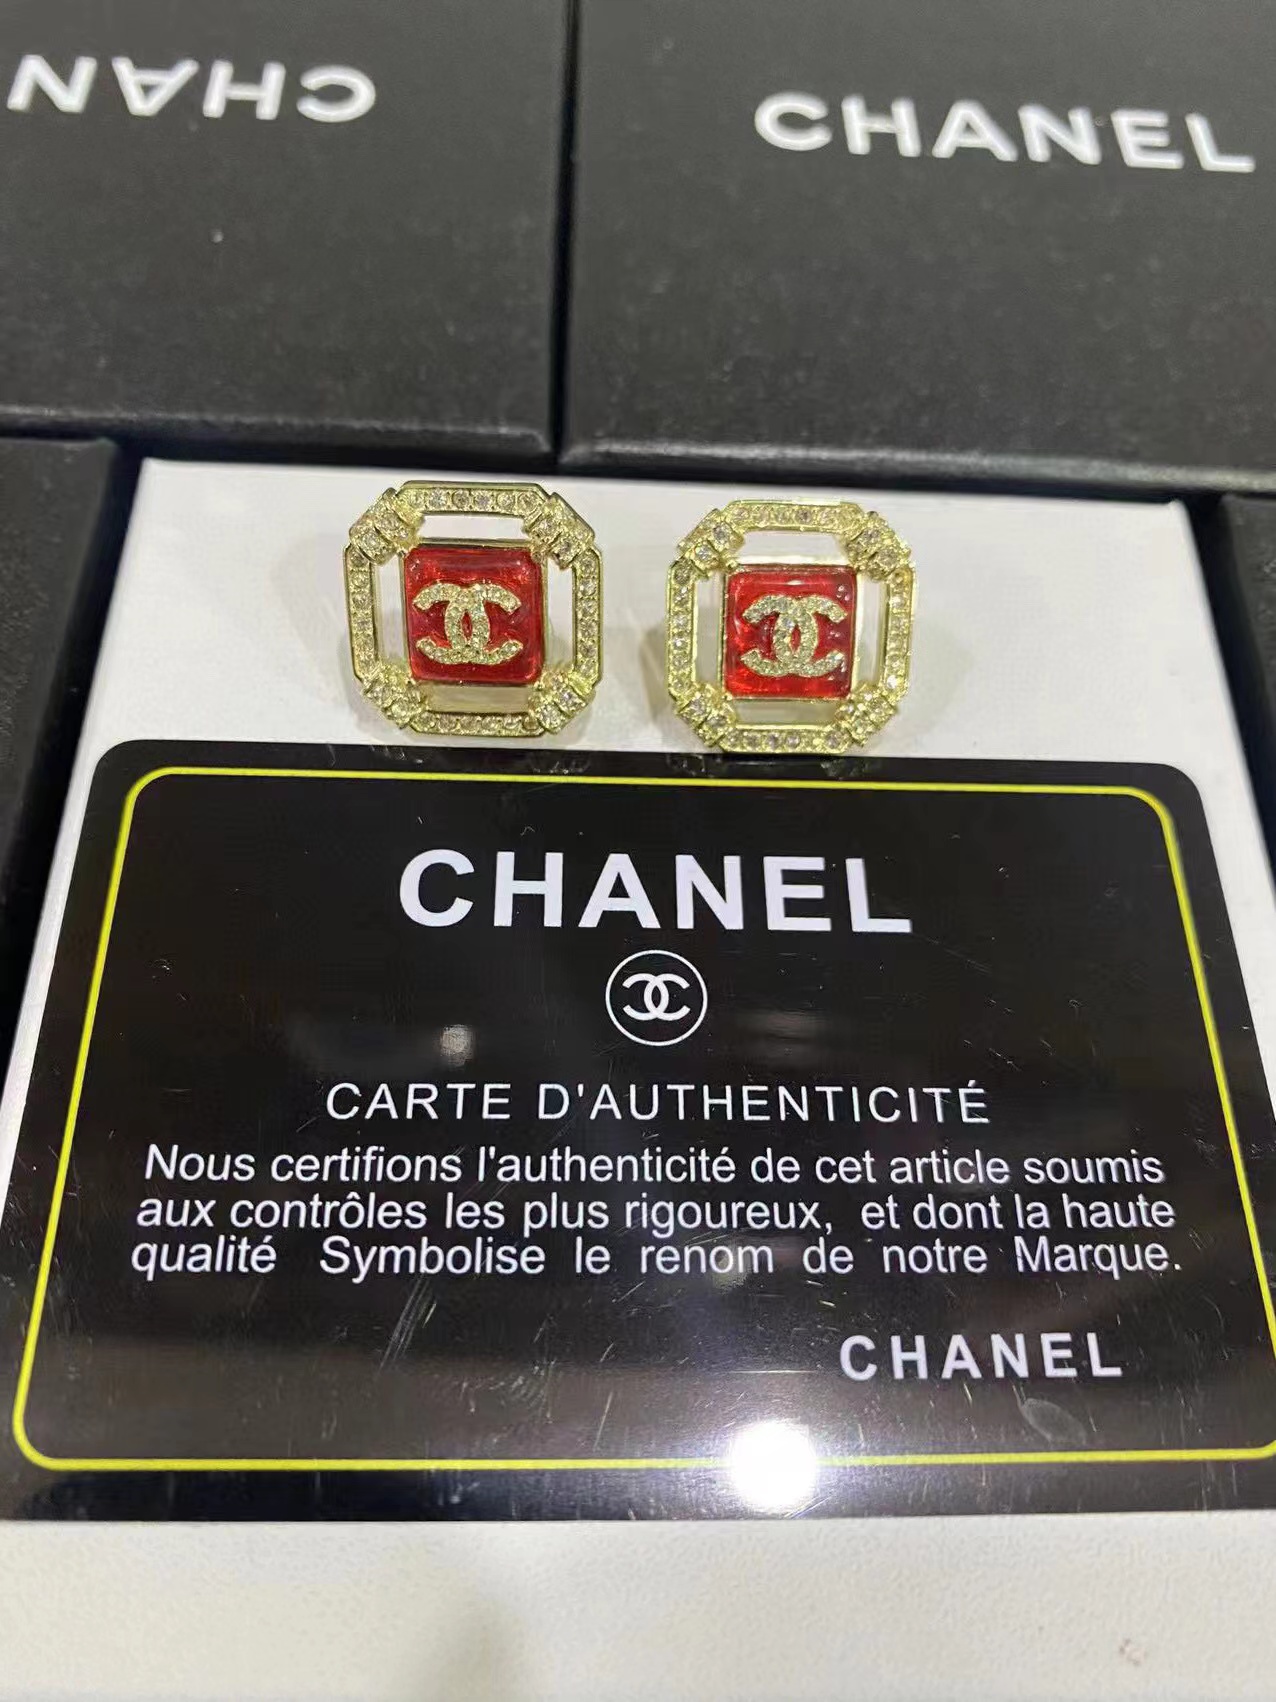 CHAN
CHANEL
CHANEL
CARTE D'AUTHENTICITÉ
Nous certifions l'authenticité de cet article soumis
aux contrôles les plus rigoureux, et dont la haute
qualité Symbolise le renom de notre Marque.
CHANEL